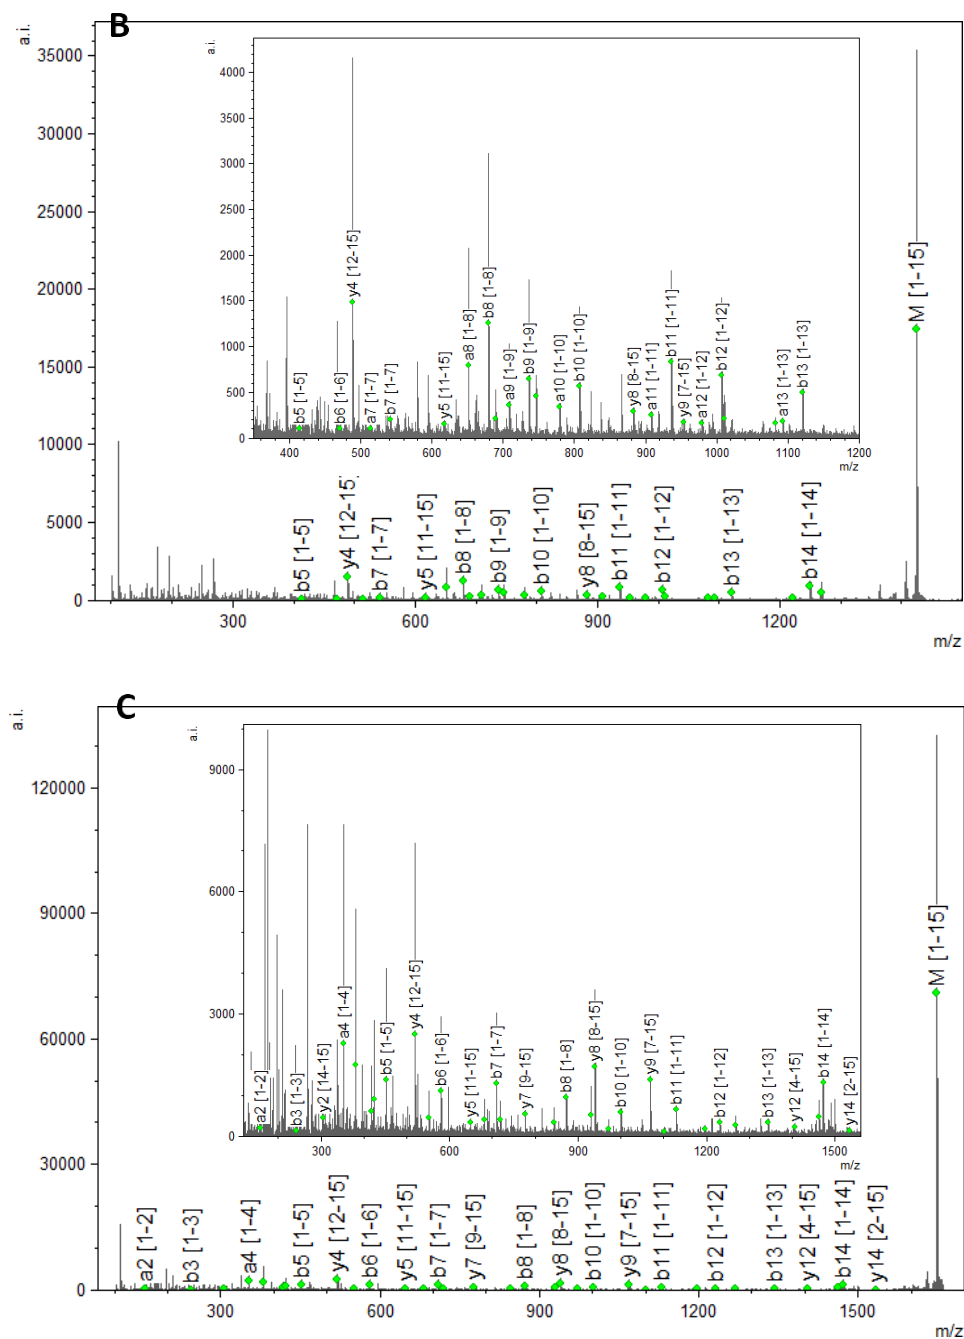 B
a.i.
35000
30000
25000
20000
15000
10000
5000
0
300
600
900
1200
m/z
b5 [1-5]
y4 [12-15]
b7 [1-7]
y5 [11-15]
b8 [1-8]
b9 [1-9]
b10 [1-10]
y8 [8-15]
b11 [1-11]
b12 [1-12]
b13 [1-13]
b14 [1-14]
M [1-15]
a.i.
4000
3500
3000
2500
2000
1500
1000
500
0
400
500
600
700
800
900
1000
1100
1200
m/z
b5 [1-5]
b6 [1-6]
y4 [12-15]
a7 [1-7]
b7 [1-7]
y5 [11-15]
a8 [1-8]
b8 [1-8]
a9 [1-9]
b9 [1-9]
a10 [1-10]
b10 [1-10]
y8 [8-15]
a11 [1-11]
b11 [1-11]
y9 [7-15]
a12 [1-12]
b12 [1-12]
a13 [1-13]
b13 [1-13]
C
a.i.
120000
90000
60000
30000
0
300
600
900
1200
1500
m/z
a2 [1-2]
b3 [1-3]
a4 [1-4]
b5 [1-5]
y4 [12-15]
b6 [1-6]
y5 [11-15]
b7 [1-7]
y7 [9-15]
b8 [1-8]
y8 [8-15]
b10 [1-10]
y9 [7-15]
b11 [1-11]
b12 [1-12]
b13 [1-13]
y12 [4-15]
b14 [1-14]
y14 [2-15]
M [1-15]
a.i.
9000
6000
3000
0
300
600
900
1200
1500
m/z
a2 [1-2]
b3 [1-3]
y2 [14-15]
a4 [1-4]
b5 [1-5]
y4 [12-15]
b6 [1-6]
y5 [11-15]
b7 [1-7]
y7 [9-15]
b8 [1-8]
y8 [8-15]
b10 [1-10]
y9 [7-15]
b11 [1-11]
b12 [1-12]
b13 [1-13]
y12 [4-15]
b14 [1-14]
y14 [2-15]